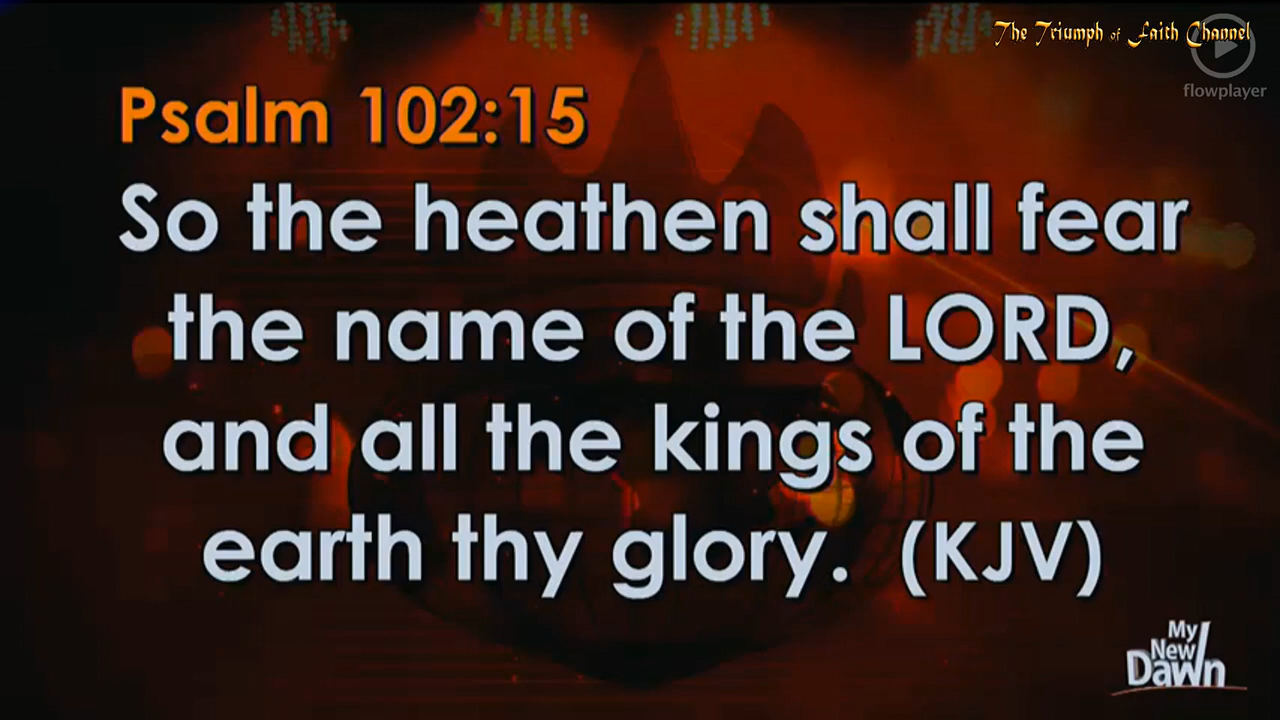 The Triumph of Faith Channel
flowplayer
Psalm 102:15
So the heathen shall fear
the name of the LORD,
and all the kings of the
earth thy glory. (KJV)
My
New
Dawn